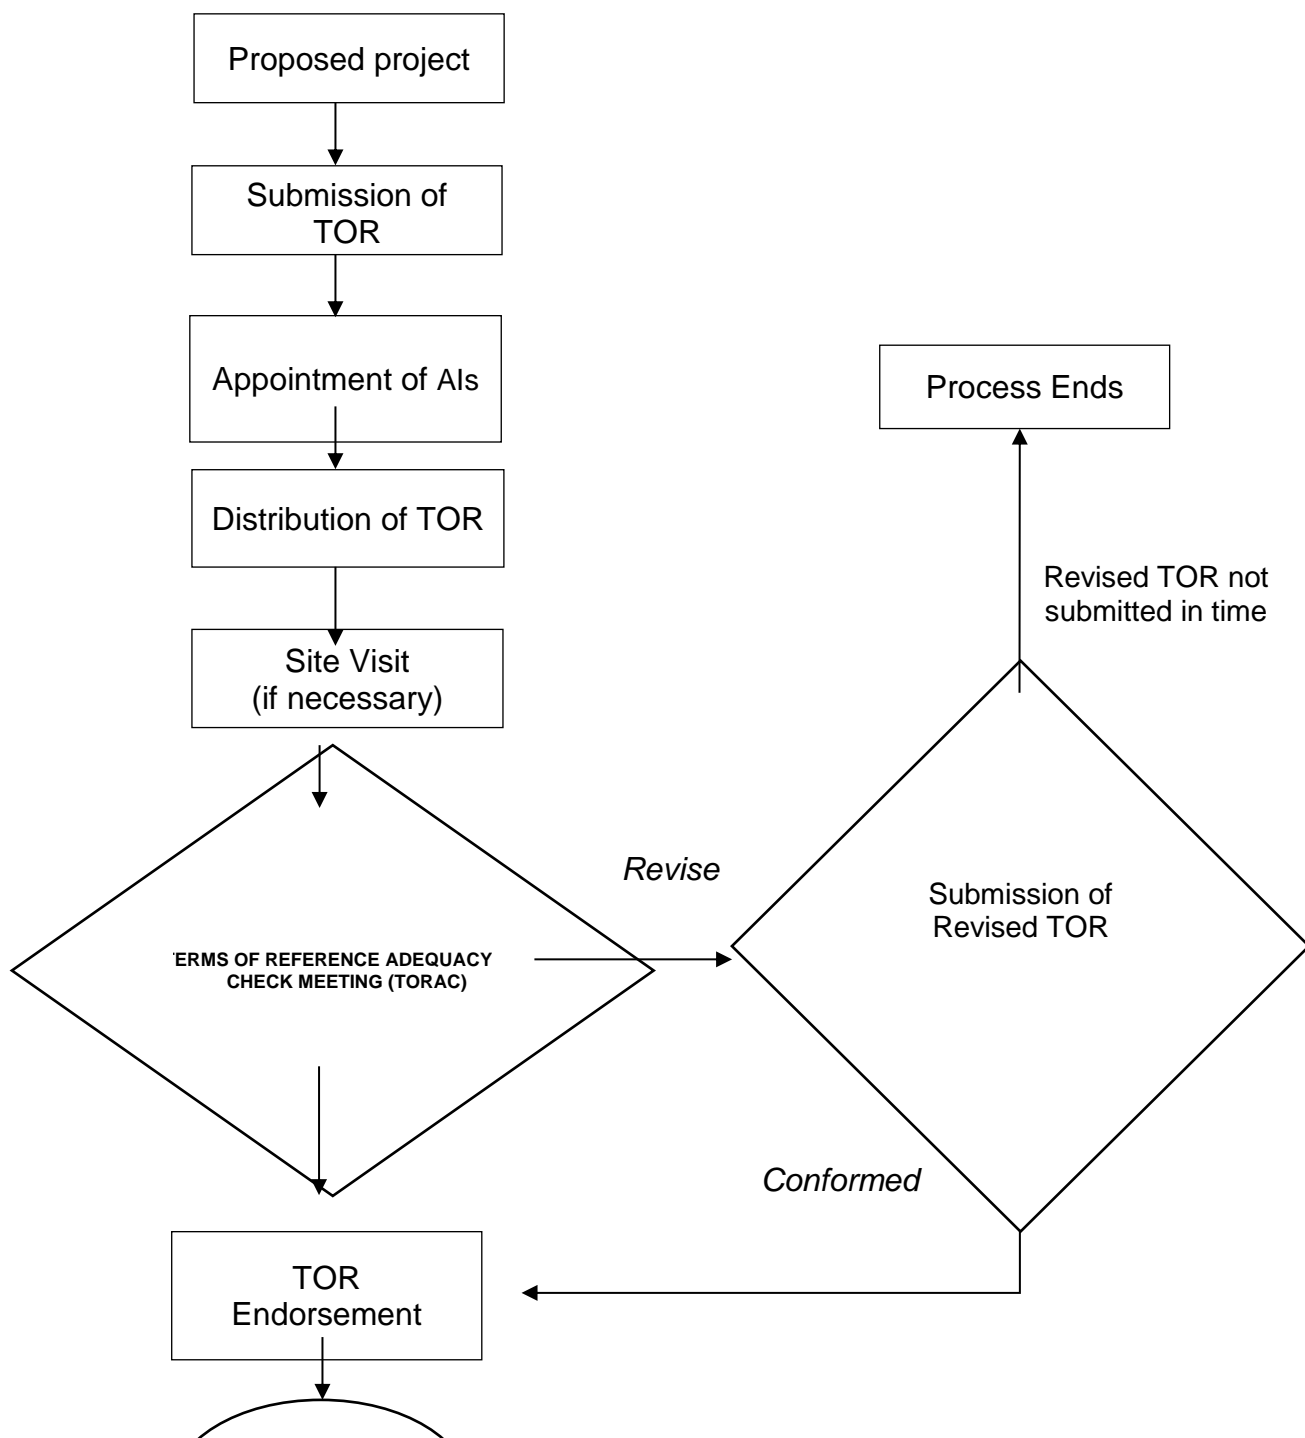 Proposed project
Submission of
TOR
Appointment of AIs
Distribution of TOR
Site Visit
(if necessary)
Process Ends
Revised TOR not
submitted in time
Revise
ERMS OF REFERENCE ADEQUACY
CHECK MEETING (TORAC)
Submission of
Revised TOR
Conformed
TOR
Endorsement